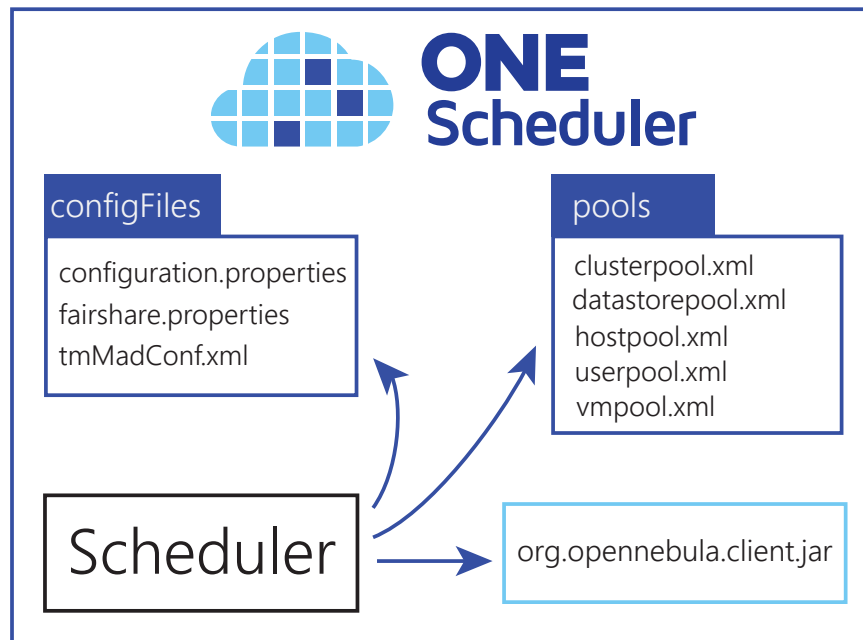 ONE
Scheduler
configFiles
configuration.properties
fairshare.properties
tmMadConf.xml
pools
clusterpool.xml
datastorepool.xml
hostpool.xml
userpool.xml
vmpool.xml
Scheduler
org.opennebula.client.jar